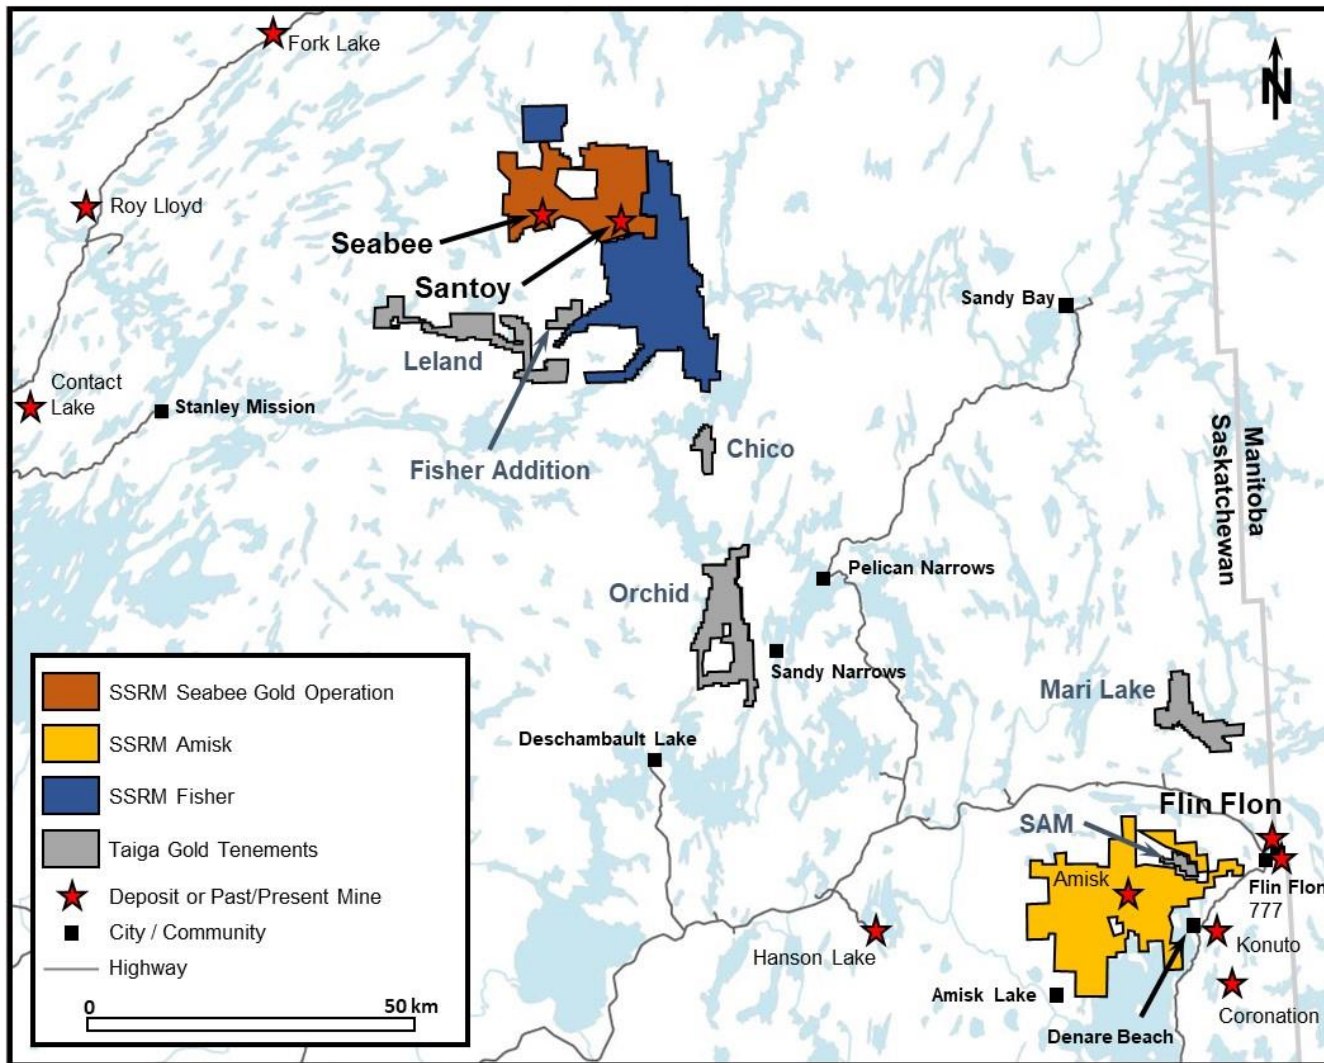 Fork Lake
N
Roy Lloyd
Seabee
Santoy
Sandy Bay
Leland
Contact
Lake
Stanley Mission
Fisher Addition
Chico
Manitoba
Saskatchewan
Pelican Narrows
Orchid
Sandy Narrows
Mari Lake
Deschambault Lake
Flin Flon
SAM
Amisk
Flin Flon
777
Konuto
Hanson Lake
Amisk Lake
Coronation
Denare Beach
SSRM Seabee Gold Operation
SSRM Amisk
SSRM Fisher
Taiga Gold Tenements
Deposit or Past/Present Mine
City / Community
Highway
0 50 km